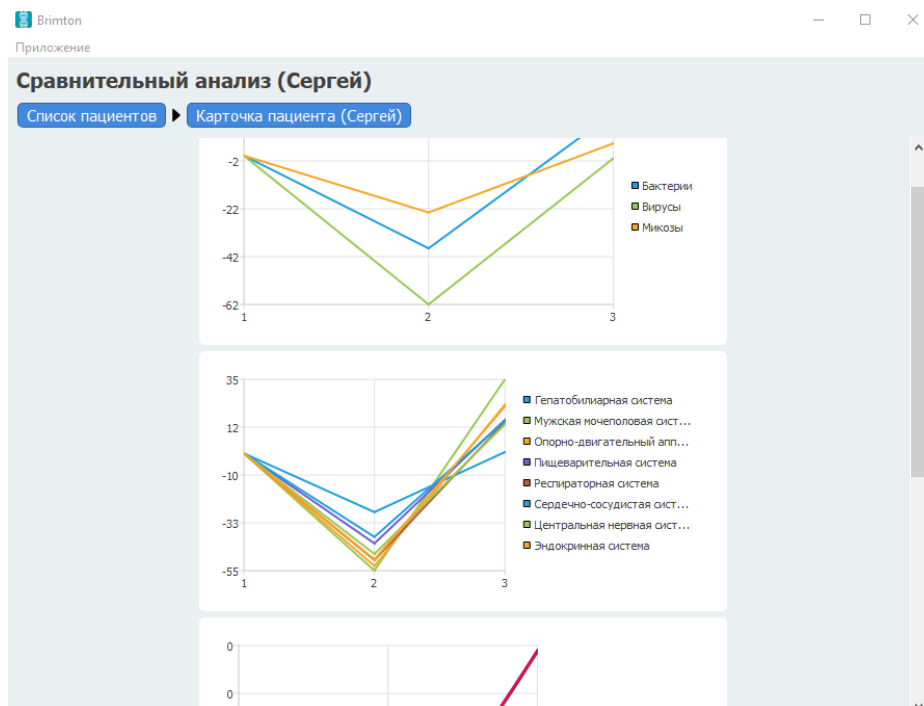 Brimton
Приложение
Сравнительный анализ (Сергей)
Список пациентов
Карточка пациента (Сергей)
-2
-22
-42
-62
1 2 3
Бактерии
Вирусы
Микозы
35
12
-10
-33
-55
1 2 3
Гепатобилиарная система
Мужская мочеполовая сист...
Опорно-двигательный апп...
Пищеварительная система
Респираторная система
Сердечно-сосудистая сист...
Центральная нервная сист...
Эндокринная система
0
0